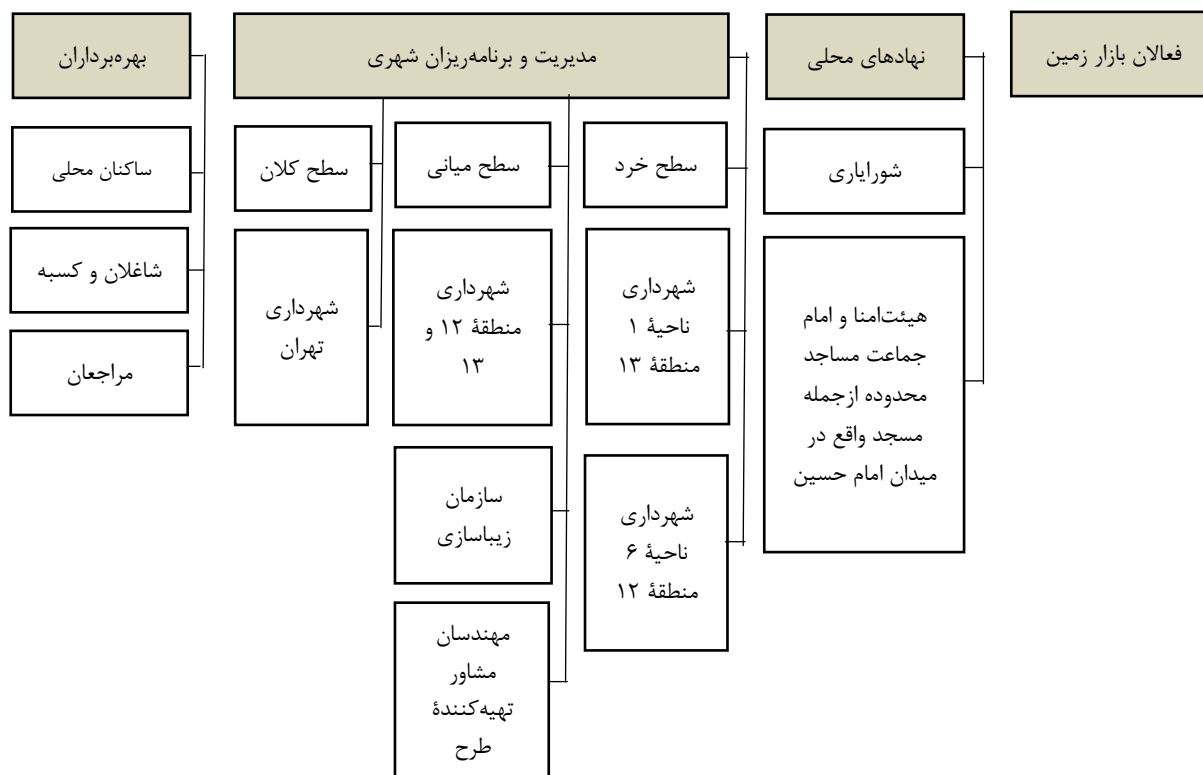 فعالان بازار زمین
نهادهای محلی
شورایاری
هیئت‌امنا و امام
جماعت مساجد
محدوده ازجمله
مسجد واقع در
میدان امام حسین
مدیریت و برنامه‌ریزان شهری
سطح خرد
شهرداری
ناحیهٔ ۱
منطقهٔ ۱۳
شهرداری
ناحیهٔ ۶
منطقهٔ ۱۲
سطح میانی
شهرداری
منطقهٔ ۱۲ و
۱۳
سازمان
زیباسازی
مهندسان
مشاور
تهیه‌کنندهٔ
طرح
سطح کلان
شهرداری
تهران
بهره‌برداران
ساکنان محلی
شاغلان و کسبه
مراجعان